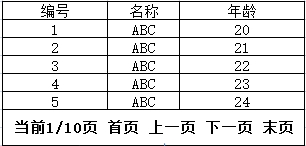 编号 名称 年龄
1 ABC 20
2 ABC 21
3 ABC 22
4 ABC 23
5 ABC 24
当前1/10页 首页 上一页 下一页 末页